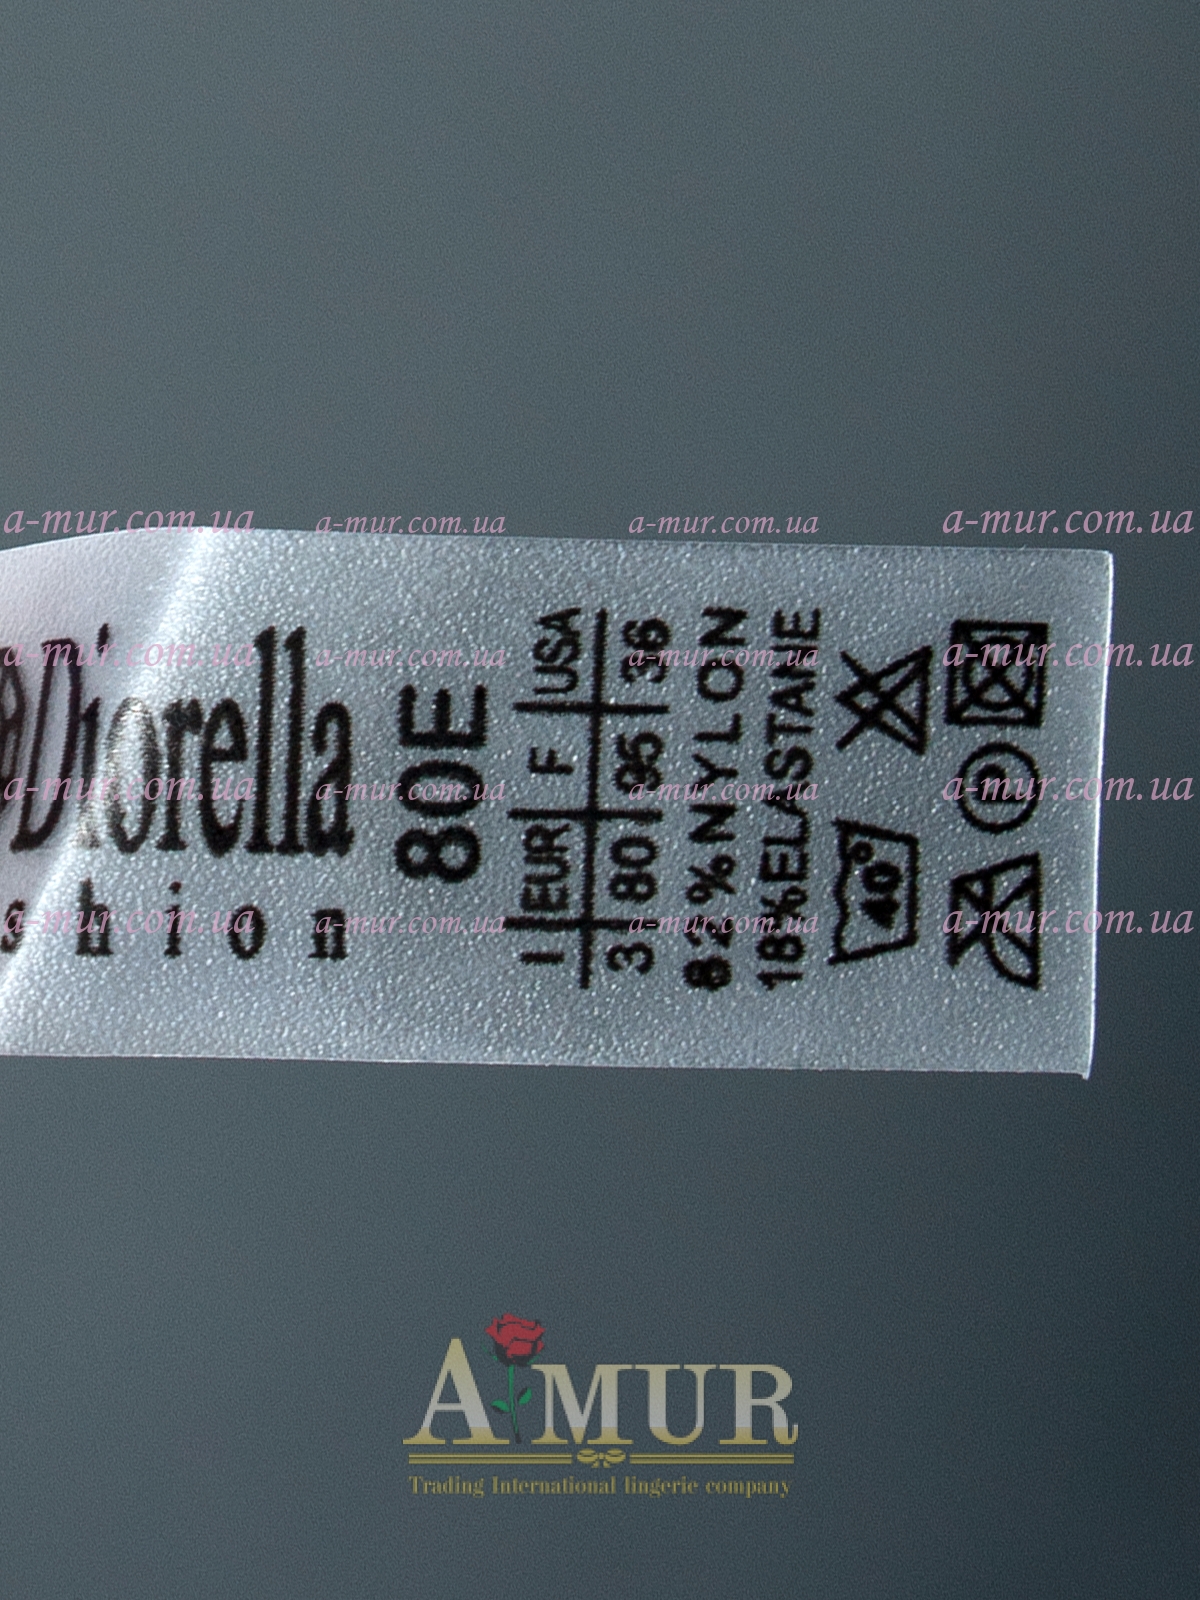 a-mur.com.ua a-mur.com.ua a-mur.com.ua a-mur.com.ua
a-mur.com.ua a-mur.com.ua a-mur.com.ua a-mur.com.ua
a-mur.com.ua a-mur.com.ua a-mur.com.ua a-mur.com.ua
a-mur.com.ua a-mur.com.ua a-mur.com.ua a-mur.com.ua
Diorella
shion
80E
I EUR F USA
3 80 95 36
82%NYLON
18%ELASTANE
40°
P
A
A MUR
Trading International lingerie company